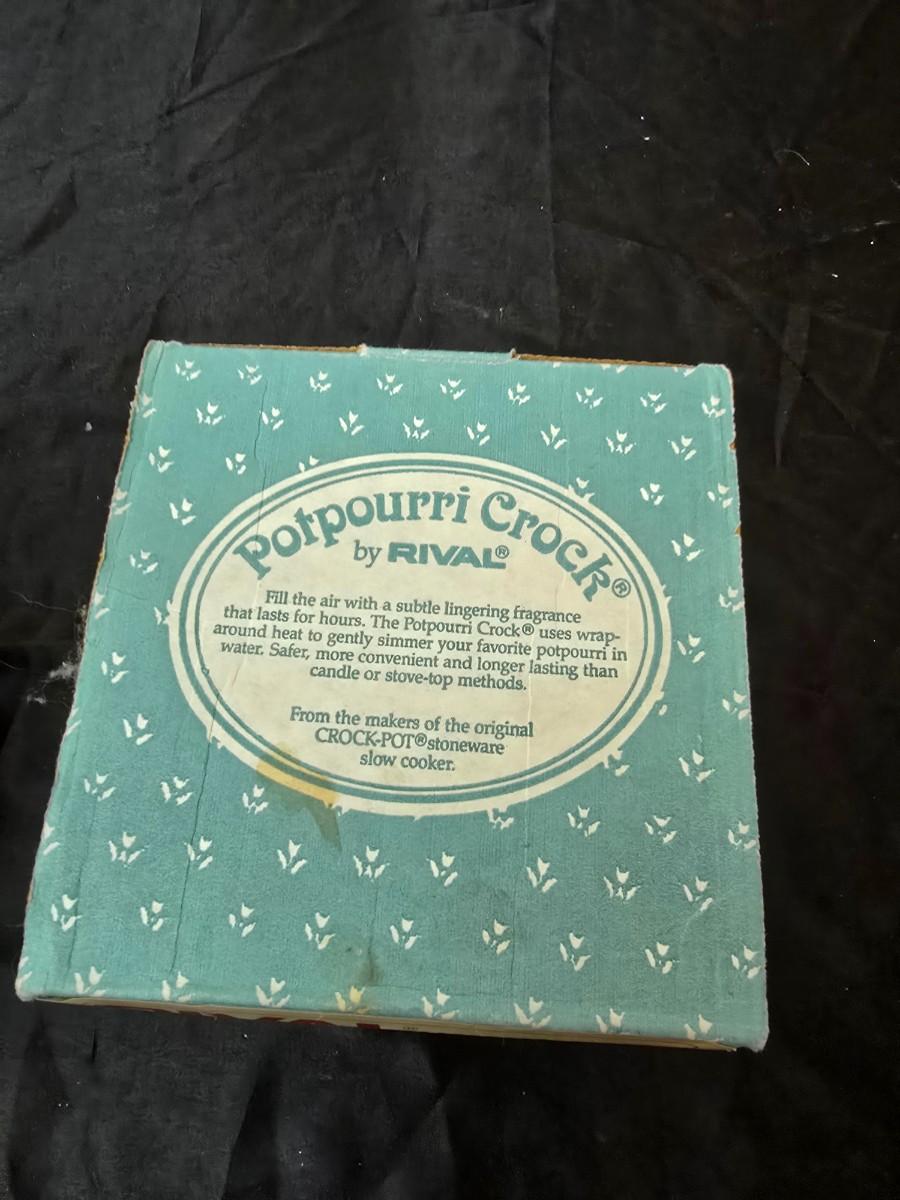 Potpourri Crock®
by RIVAL®
Fill the air with a subtle lingering fragrance
that lasts for hours. The Potpourri Crock® uses wrap-
around heat to gently simmer your favorite potpourri in
water. Safer, more convenient and longer lasting than
candle or stove-top methods.
From the makers of the original
CROCK-POT® stoneware
slow cooker.